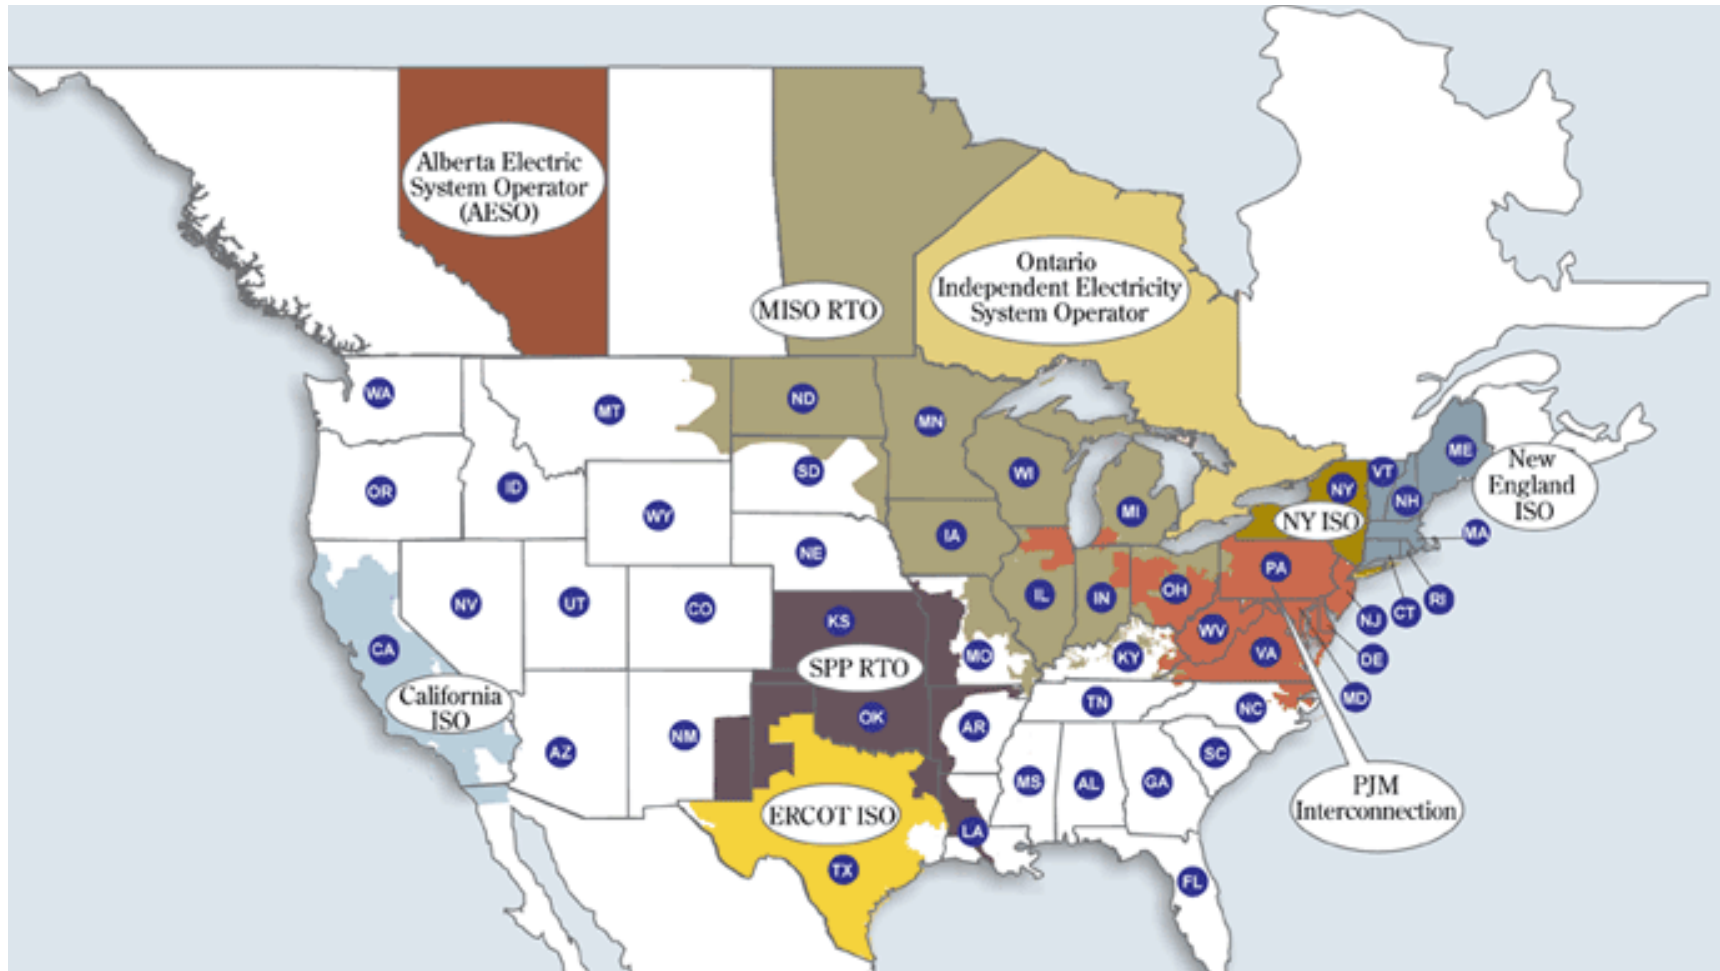 Alberta Electric
System Operator
(AESO)
MISO RTO
Ontario
Independent Electricity
System Operator
WA
MT
ND
MN
OR
ID
WY
SD
WI
MI
NY
VT
NH
ME
New
England
ISO
NY ISO
MA
IA
NE
PA
NV
UT
CO
IL
IN
OH
RI
CT
NJ
KS
WV
VA
DE
CA
SPP RTO
MO
KY
MD
California
ISO
OK
AR
TN
NC
AZ
NM
SC
MS
AL
GA
PJM
Interconnection
ERCOT ISO
LA
TX
FL